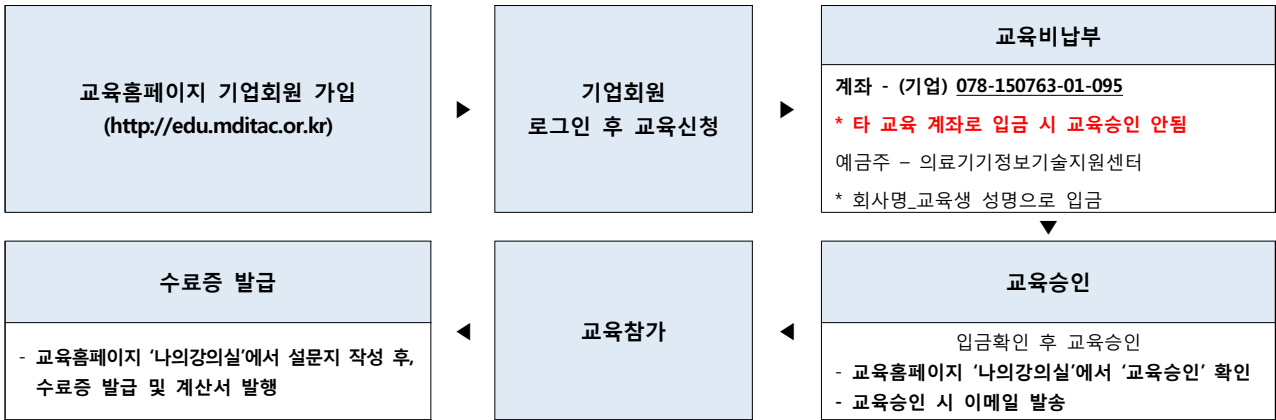 교육홈페이지 기업회원 가입
(http://edu.mditac.or.kr)
▶
기업회원
로그인 후 교육신청
▶
교육비납부
계좌 - (기업) 078-150763-01-095
* 타 교육 계좌로 입금 시 교육승인 안됨
예금주 – 의료기기정보기술지원센터
* 회사명_교육생 성명으로 입금
▼
교육승인
입금확인 후 교육승인
- 교육홈페이지 ‘나의강의실’에서 ‘교육승인’ 확인
- 교육승인 시 이메일 발송
◀
교육참가
◀
수료증 발급
- 교육홈페이지 ‘나의강의실’에서 설문지 작성 후,
수료증 발급 및 계산서 발행